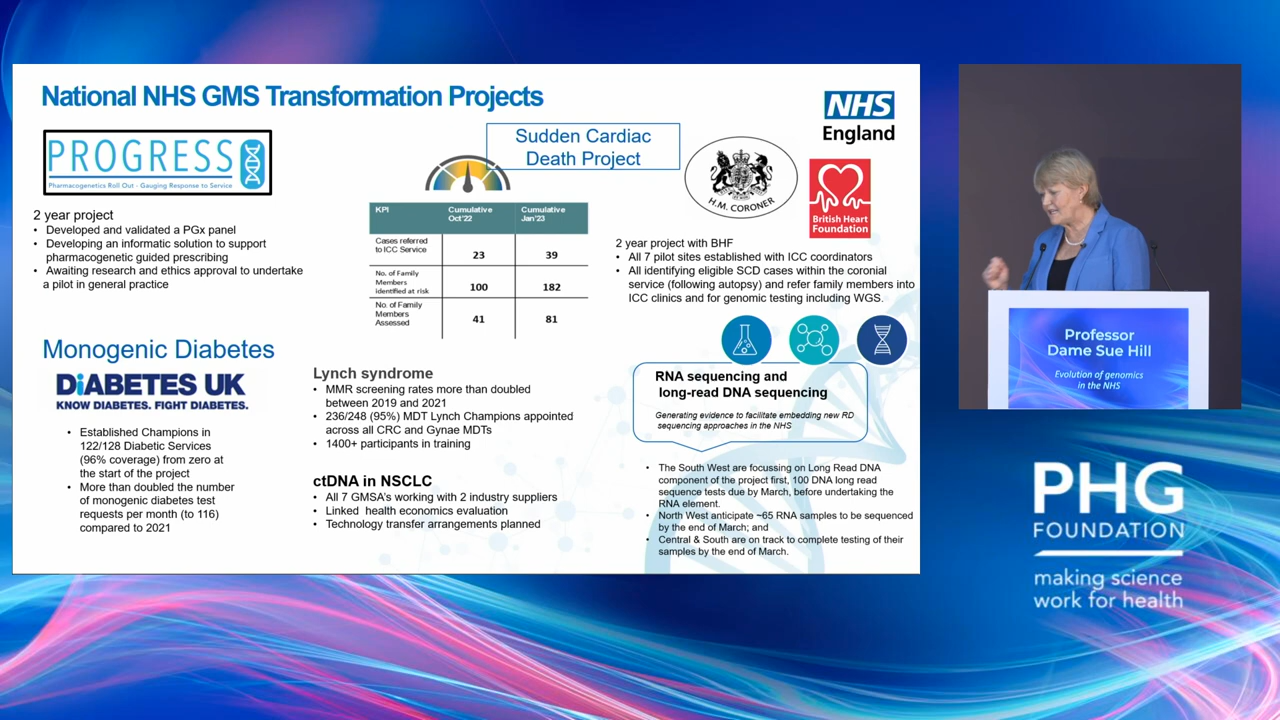 National NHS GMS Transformation Projects
NHS
England
PROGRESS
Pharmacogenetics Roll Out - Gauging Response to Service
2 year project
• Developed and validated a PGx panel
• Developing an informatic solution to support
pharmacogenetic guided prescribing
• Awaiting research and ethics approval to undertake
a pilot in general practice
Sudden Cardiac
Death Project
KPI
Cumulative
Oct'22
Cumulative
Jan'23
Cases referred
to ICC Service
23
39
No. of Family
Members
identified at risk
100
182
No. of Family
Members
Assessed
41
81
H.M. CORONER
British Heart
Foundation
2 year project with BHF
• All 7 pilot sites established with ICC coordinators
• All identifying eligible SCD cases within the coronial
service (following autopsy) and refer family members into
ICC clinics and for genomic testing including WGS.
Monogenic Diabetes
DiABETES UK
KNOW DIABETES. FIGHT DIABETES.
• Established Champions in
122/128 Diabetic Services
(96% coverage) from zero at
the start of the project
• More than doubled the number
of monogenic diabetes test
requests per month (to 116)
compared to 2021
Lynch syndrome
• MMR screening rates more than doubled
between 2019 and 2021
• 236/248 (95%) MDT Lynch Champions appointed
across all CRC and Gynae MDTs
• 1400+ participants in training
ctDNA in NSCLC
• All 7 GMSA's working with 2 industry suppliers
• Linked health economics evaluation
• Technology transfer arrangements planned
RNA sequencing and
long-read DNA sequencing
Generating evidence to facilitate embedding new RD
sequencing approaches in the NHS
• The South West are focussing on Long Read DNA
component of the project first, 100 DNA long read
sequence tests due by March, before undertaking the
RNA element.
• North West anticipate ~65 RNA samples to be sequenced
by the end of March; and
• Central & South are on track to complete testing of their
samples by the end of March.
Professor
Dame Sue Hill
Evolution of genomics
in the NHS
PHG
FOUNDATION
making science
work for health